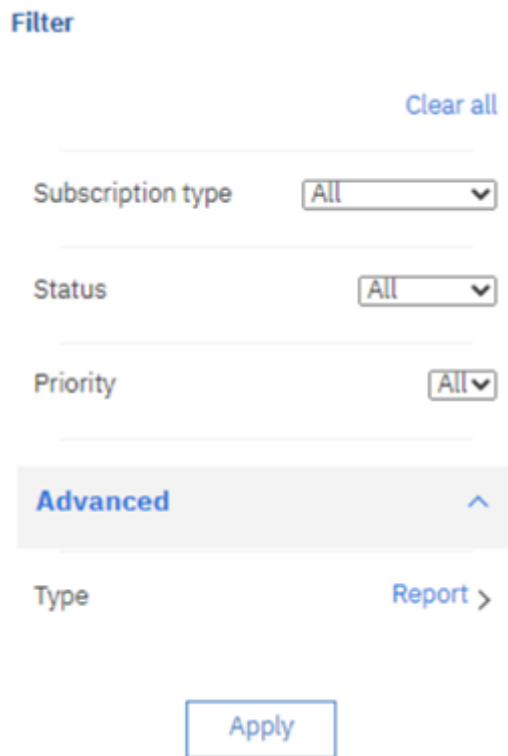 Filter
Clear all
Subscription type All
Status All
Priority All
Advanced
Type Report
Apply